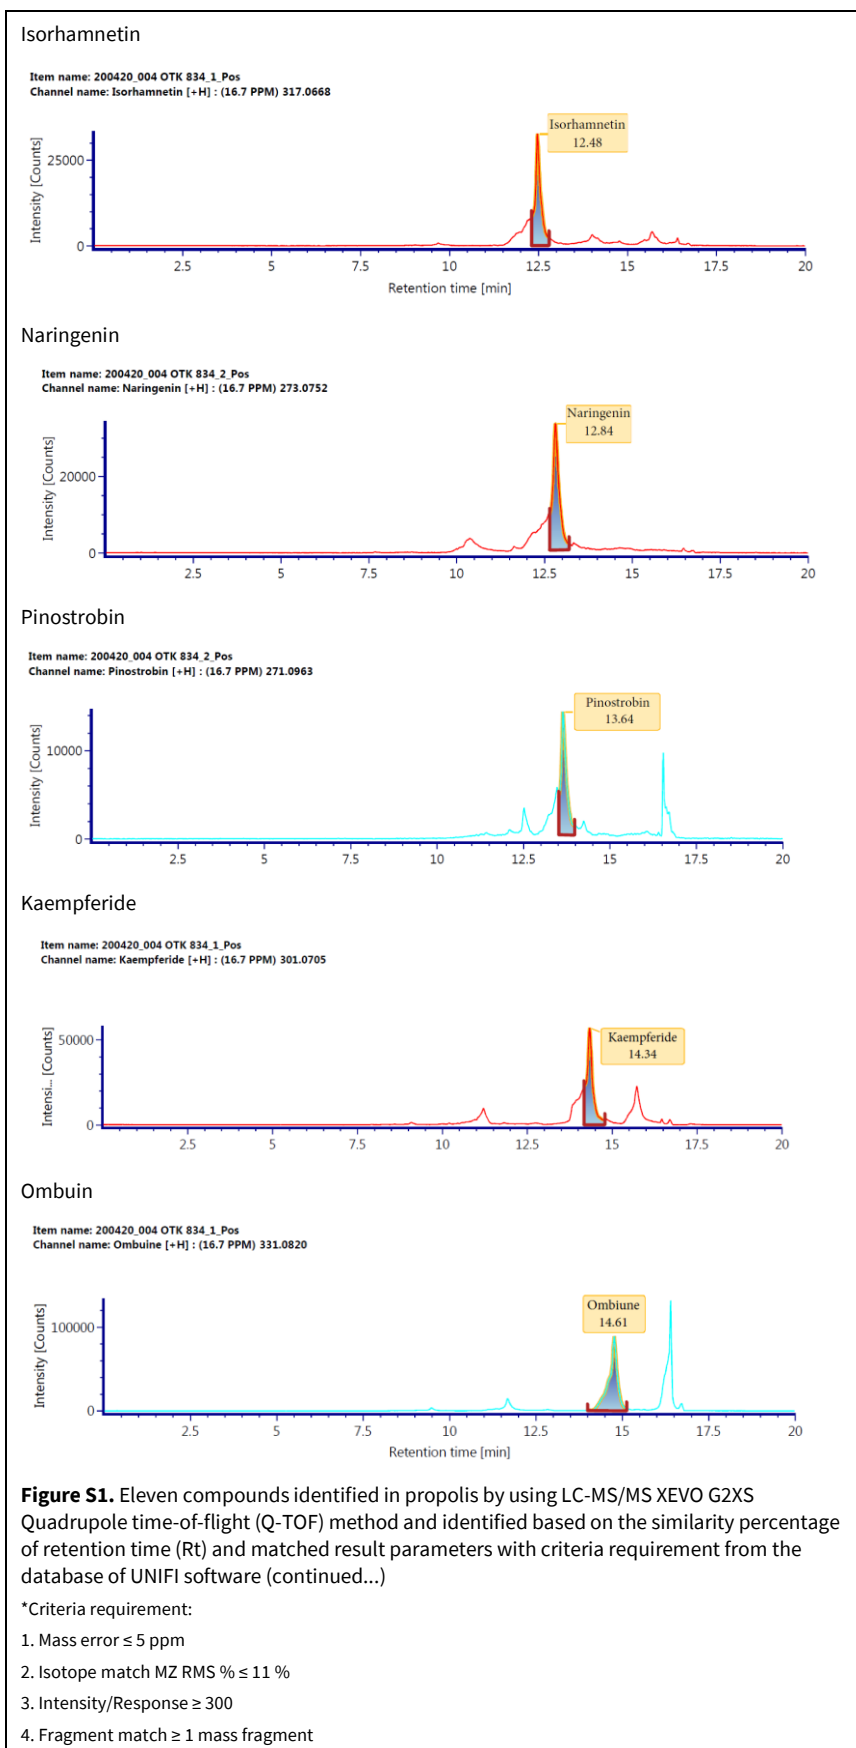 Isorhamnetin
Item name: 200420_004 OTK 834_1_Pos
Channel name: Isorhamnetin [+H] : (16.7 PPM) 317.0668
Isorhamnetin
12.48
Intensity [Counts]
25000
0
2.5
5
7.5
10
12.5
15
17.5
20
Retention time [min]
Naringenin
Item name: 200420_004 OTK 834_2_Pos
Channel name: Naringenin [+H] : (16.7 PPM) 273.0752
Naringenin
12.84
Intensity [Counts]
20000
0
2.5
5
7.5
10
12.5
15
17.5
20
Pinostrobin
Item name: 200420_004 OTK 834_2_Pos
Channel name: Pinostrobin [+H] : (16.7 PPM) 271.0963
Pinostrobin
13.64
Intensity [Counts]
10000
0
2.5
5
7.5
10
12.5
15
17.5
20
Kaempferide
Item name: 200420_004 OTK 834_1_Pos
Channel name: Kaempferide [+H] : (16.7 PPM) 301.0705
Kaempferide
14.34
Intensi... [Counts]
50000
0
2.5
5
7.5
10
12.5
15
17.5
20
Ombuin
Item name: 200420_004 OTK 834_1_Pos
Channel name: Ombuine [+H] : (16.7 PPM) 331.0820
Ombiune
14.61
Intensity [Counts]
100000
0
2.5
5
7.5
10
12.5
15
17.5
20
Retention time [min]
Figure S1. Eleven compounds identified in propolis by using LC-MS/MS XEVO G2XS
Quadrupole time-of-flight (Q-TOF) method and identified based on the similarity percentage
of retention time (Rt) and matched result parameters with criteria requirement from the
database of UNIFI software (continued...)
*Criteria requirement:
1. Mass error ≤ 5 ppm
2. Isotope match MZ RMS % ≤ 11 %
3. Intensity/Response ≥ 300
4. Fragment match ≥ 1 mass fragment